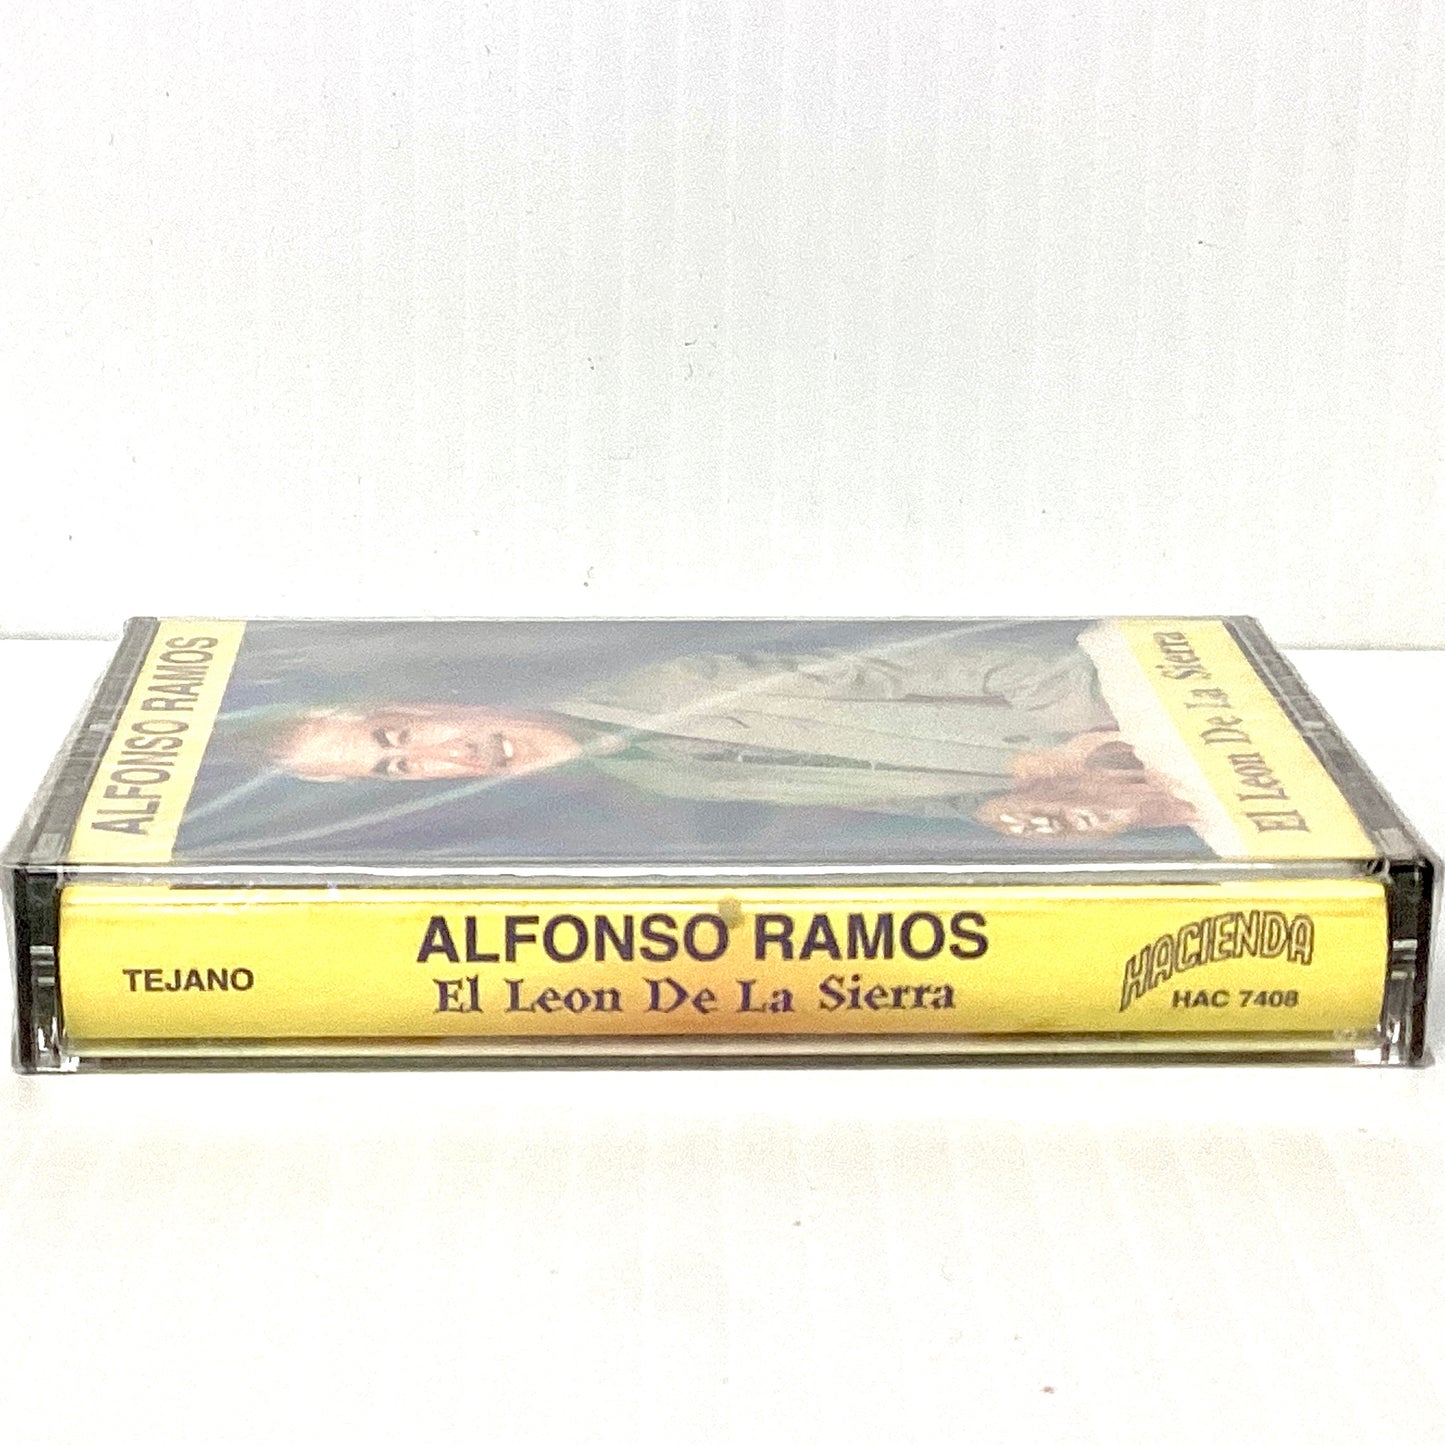 ALFONSO RAMOS
El Leon De La Sierra
TEJANO
ALFONSO RAMOS
El Leon De La Sierra
HACIENDA
HAC 7408